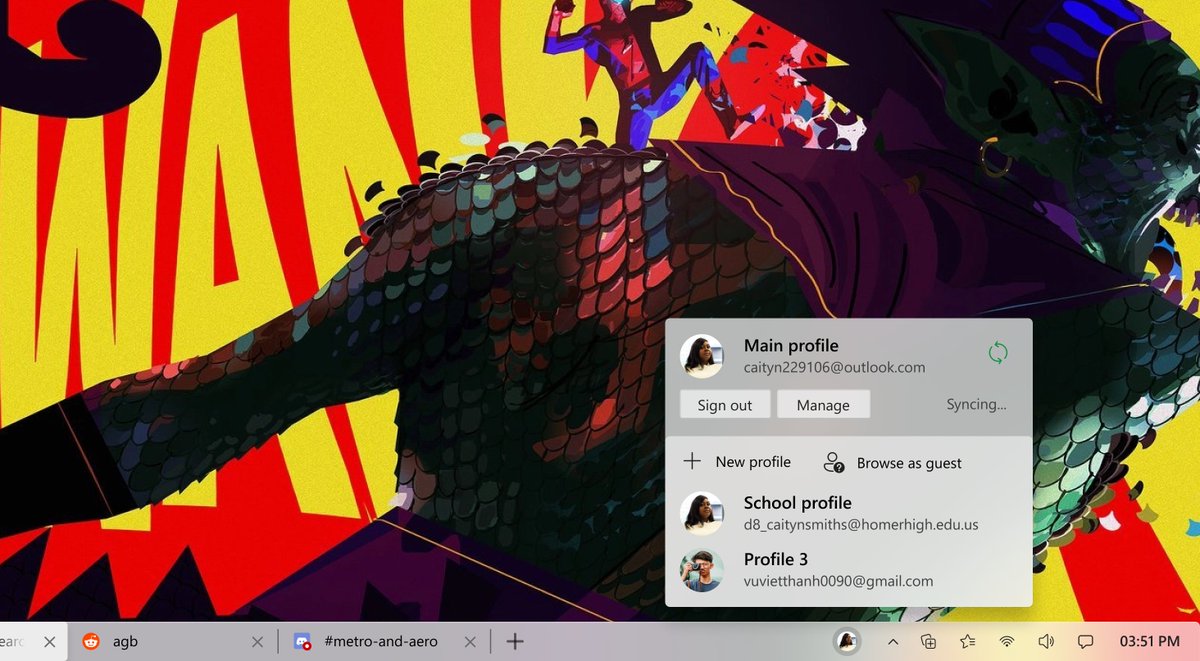 WAN
Main profile
caityn229106@outlook.com
Sign out
Manage
Syncing...
New profile
Browse as guest
School profile
d8_caitynsmiths@homerhigh.edu.us
Profile 3
vuvietthanh0090@gmail.com
agb
#metro-and-aero
03:51 PM